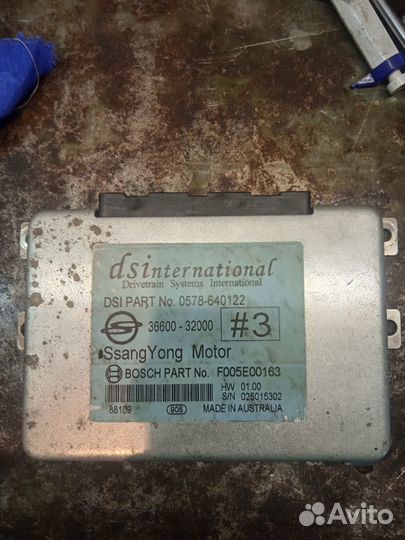 dsinternational
Drivetrain Systems International
DSI PART No. 0578-640122
36600 - 32000 #3
SsangYong Motor
BOSCH PART No. F005E00163
HW 01.00
S/N 025015302
88109 906 MADE IN AUSTRALIA
Avito